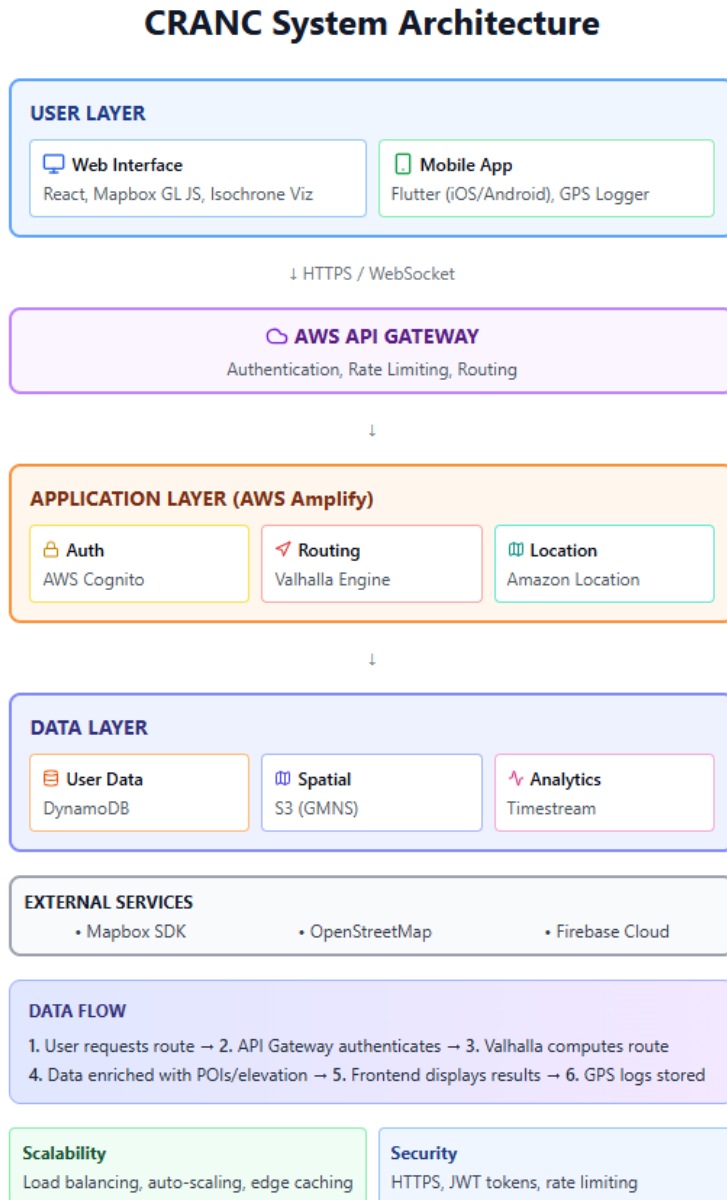 CRANC System Architecture
USER LAYER
Web Interface
React, Mapbox GL JS, Isochrone Viz
Mobile App
Flutter (iOS/Android), GPS Logger
↓ HTTPS / WebSocket
AWS API GATEWAY
Authentication, Rate Limiting, Routing
↓
APPLICATION LAYER (AWS Amplify)
Auth
AWS Cognito
Routing
Valhalla Engine
Location
Amazon Location
↓
DATA LAYER
User Data
DynamoDB
Spatial
S3 (GMNS)
Analytics
Timestream
EXTERNAL SERVICES
• Mapbox SDK
• OpenStreetMap
• Firebase Cloud
DATA FLOW
1. User requests route → 2. API Gateway authenticates → 3. Valhalla computes route
4. Data enriched with POIs/elevation → 5. Frontend displays results → 6. GPS logs stored
Scalability
Load balancing, auto-scaling, edge caching
Security
HTTPS, JWT tokens, rate limiting